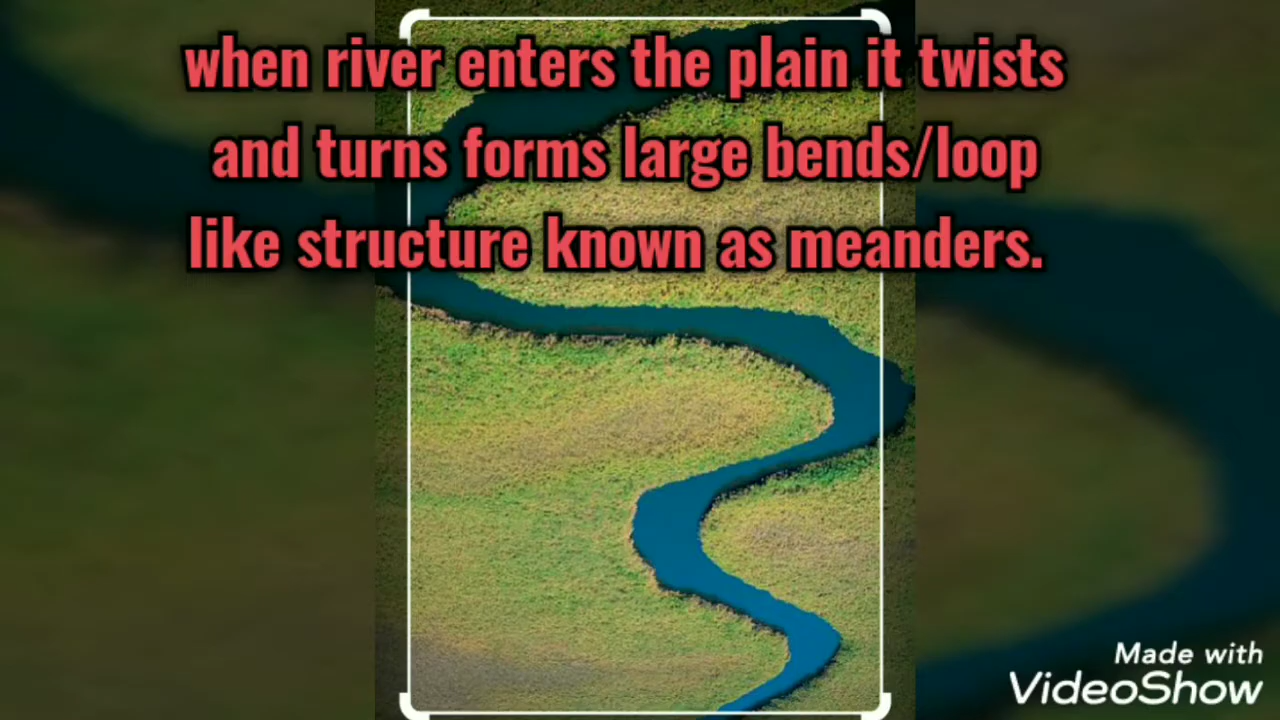 when river enters the plain it twists
and turns forms large bends/loop
like structure known as meanders.
Made with
VideoShow